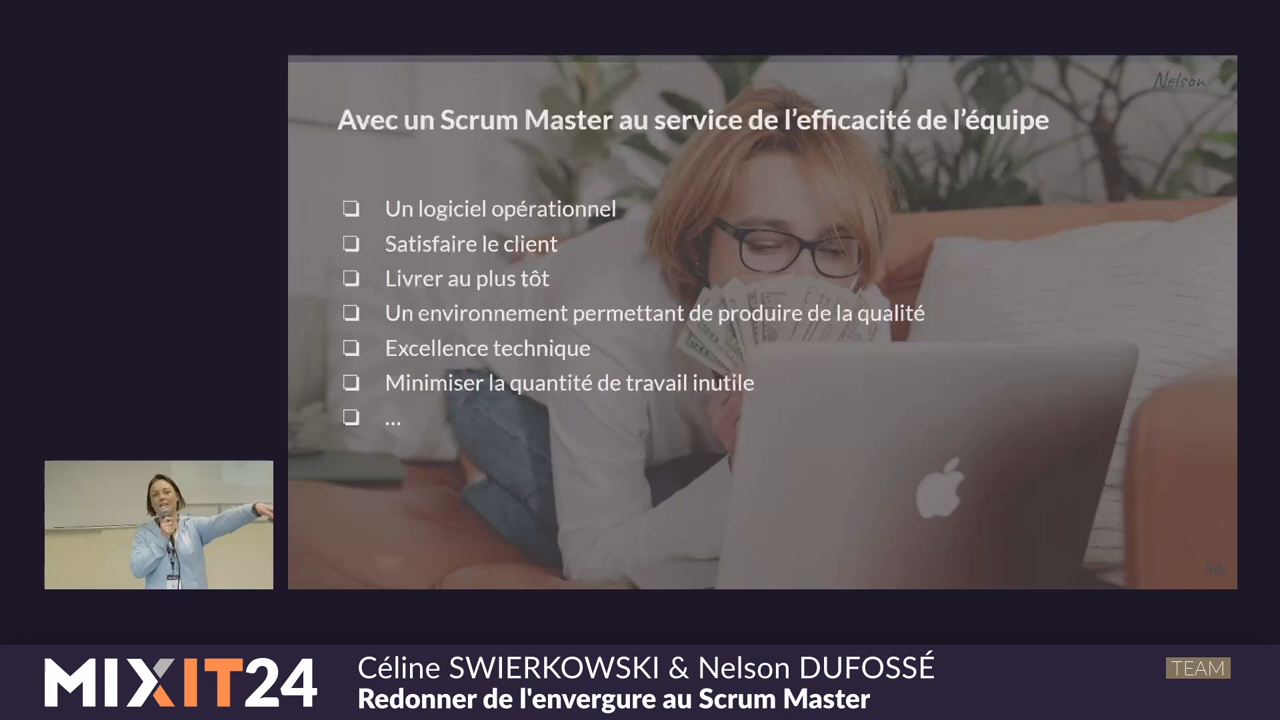 Nelson
Avec un Scrum Master au service de l'efficacité de l'équipe
Un logiciel opérationnel
Satisfaire le client
Livrer au plus tôt
Un environnement permettant de produire de la qualité
Excellence technique
Minimiser la quantité de travail inutile
...
46
MIXIT24
Céline SWIERKOWSKI & Nelson DUFOSSÉ
Redonner de l'envergure au Scrum Master
TEAM